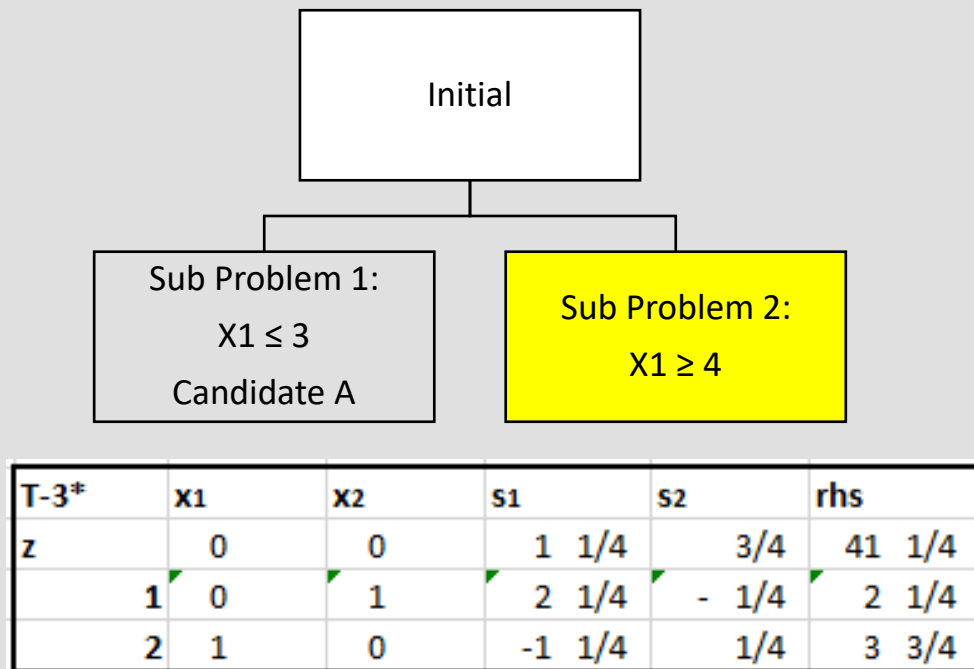 Initial
Sub Problem 1:
X1 ≤ 3
Candidate A
Sub Problem 2:
X1 ≥ 4
T-3* x1 x2 s1 s2 rhs
z 0 0 1 1/4 3/4 41 1/4
1 0 1 2 1/4 - 1/4 2 1/4
2 1 0 -1 1/4 1/4 3 3/4